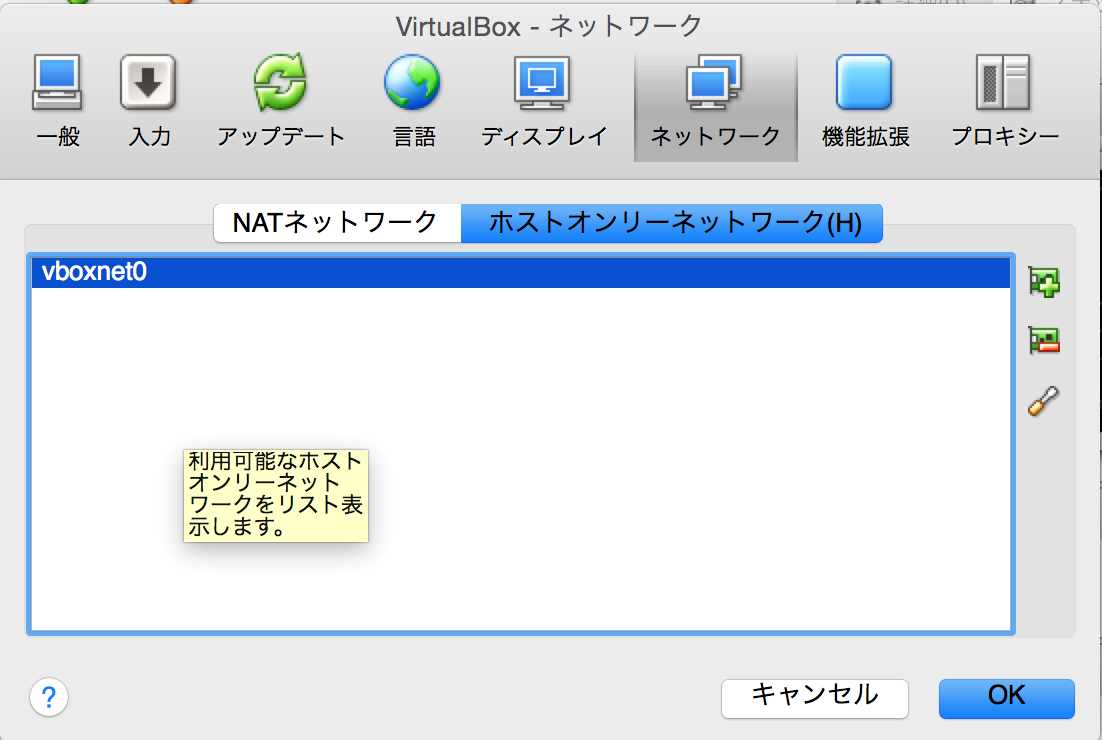 VirtualBox - ネットワーク
一般 入力 アップデート 言語 ディスプレイ ネットワーク 機能拡張 プロキシー
NATネットワーク ホストオンリーネットワーク(H)
vboxnet0
利用可能なホスト
オンリーネット
ワークをリスト表
示します。
? キャンセル OK